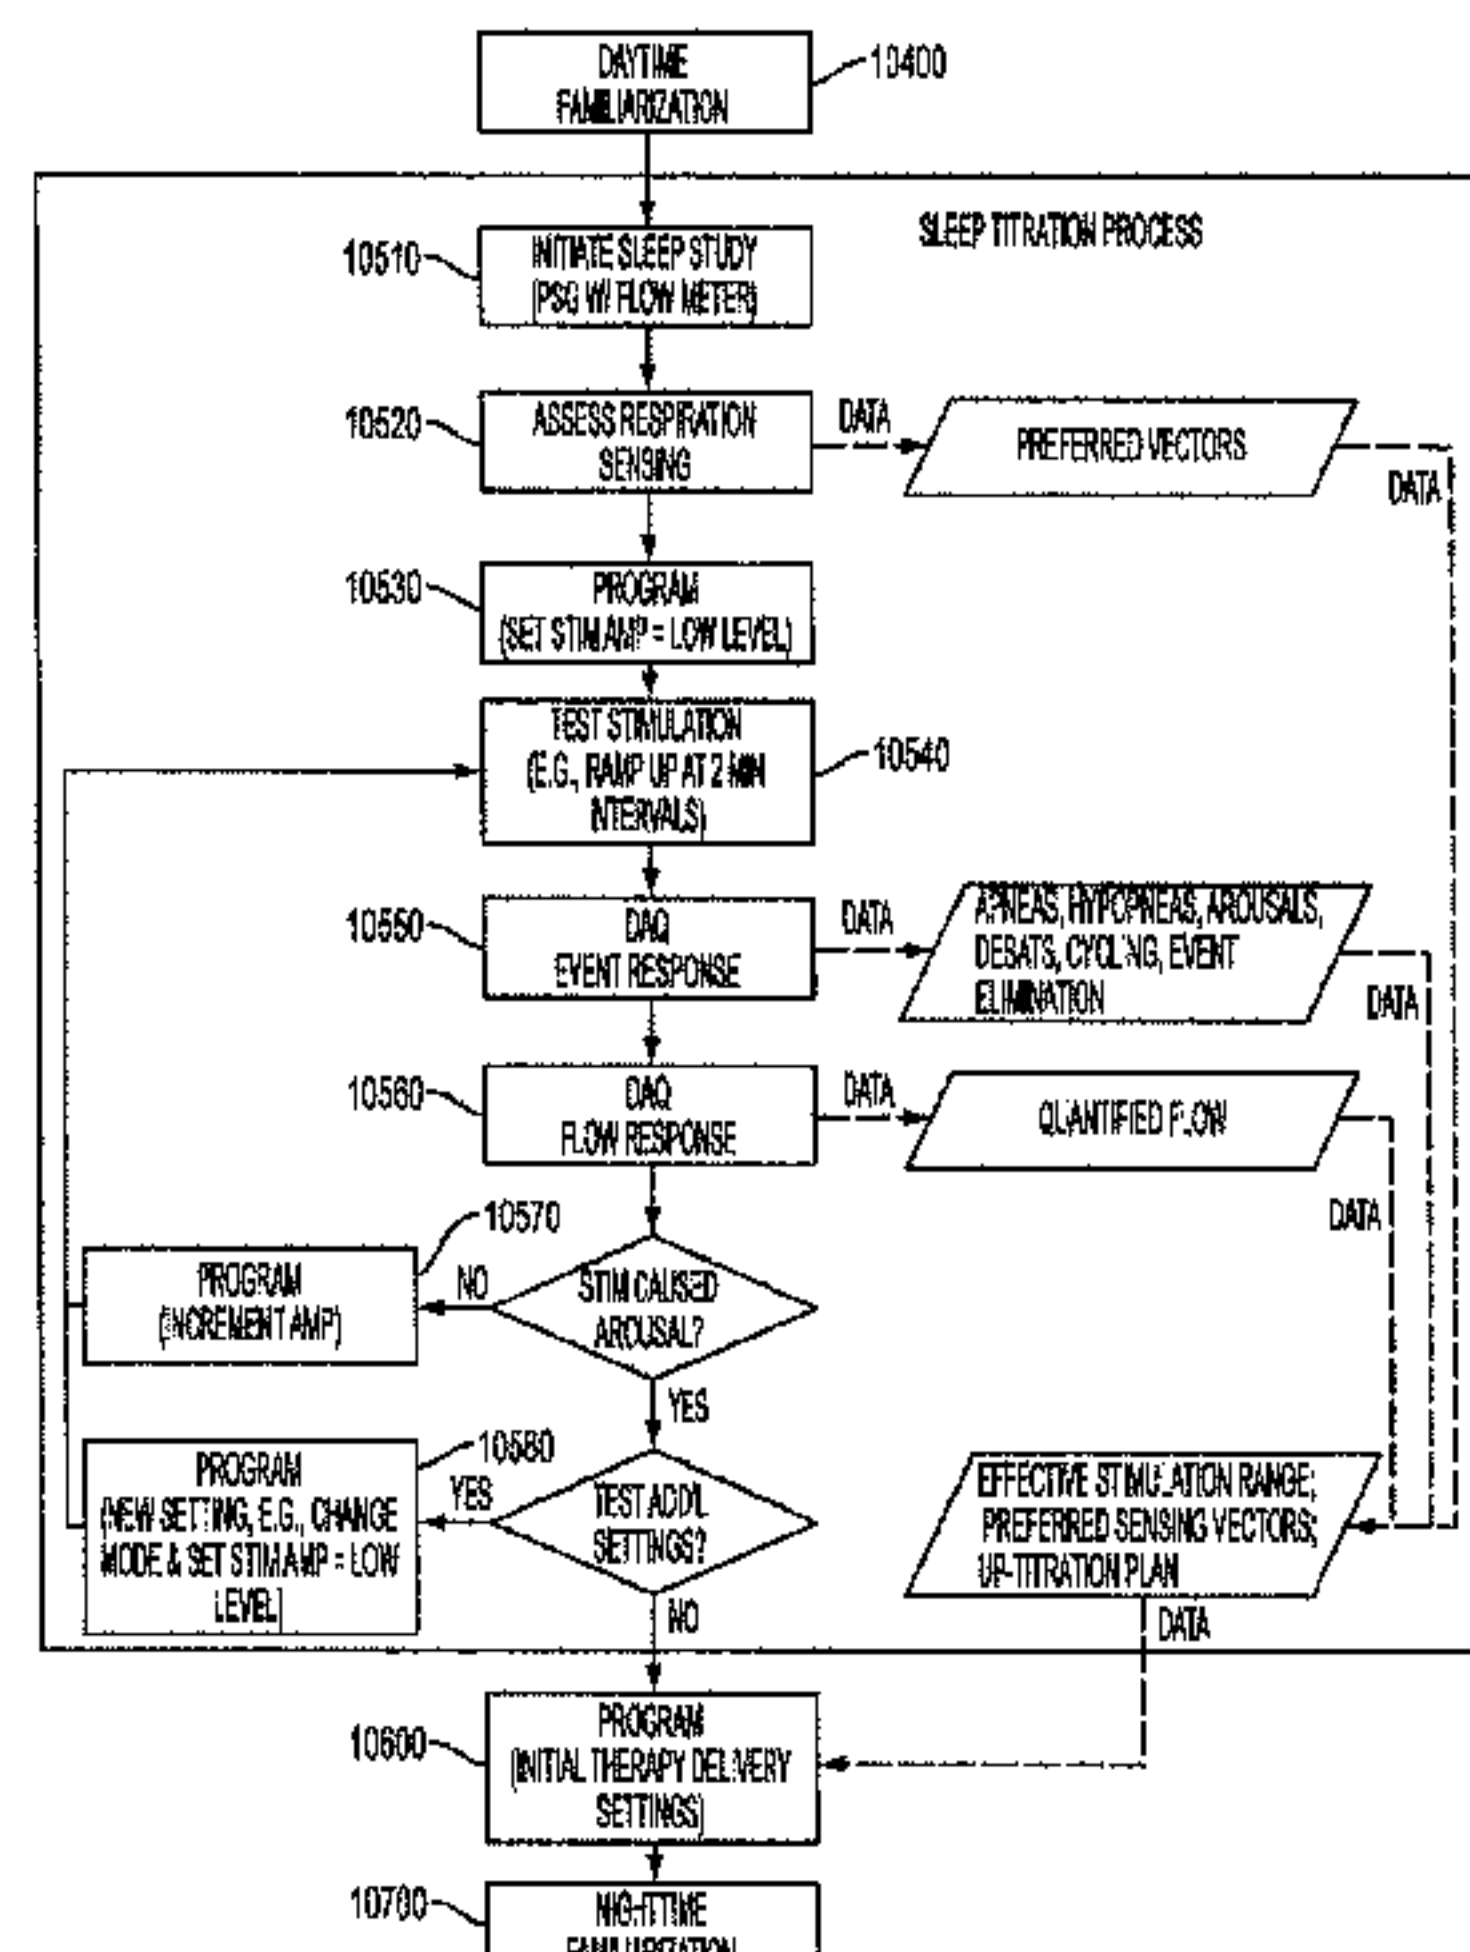 DAYTIME
FAMILIARIZATION
10400
SLEEP TITRATION PROCESS
10510
INITIATE SLEEP STUDY
(PSG W/ FLOW METER)
10520
ASSESS RESPIRATION
SENSING
DATA
PREFERRED VECTORS
DATA
10530
PROGRAM
(SET STIM AMP = LOW LEVEL)
TEST STIMULATION
(E.G., RAMP UP AT 2 MIN
INTERVALS)
10540
10550
DAQ
EVENT RESPONSE
DATA
APNEAS, HYPOPNEAS, AROUSALS,
DESATS, CYCLING, EVENT
ELIMINATION
DATA
10560
DAQ
FLOW RESPONSE
DATA
QUANTIFIED FLOW
DATA
10570
PROGRAM
(INCREMENT AMP)
NO
STIM CAUSED
AROUSAL?
YES
10580
PROGRAM
(NEW SETTING, E.G., CHANGE
MODE & SET STIM AMP = LOW
LEVEL)
YES
TEST ADD'L
SETTINGS?
NO
EFFECTIVE STIMULATION RANGE;
PREFERRED SENSING VECTORS;
UP-TITRATION PLAN
DATA
10600
PROGRAM
(INITIAL THERAPY DELIVERY
SETTINGS)
10700
NIGHTTIME
FAMILIARIZATION